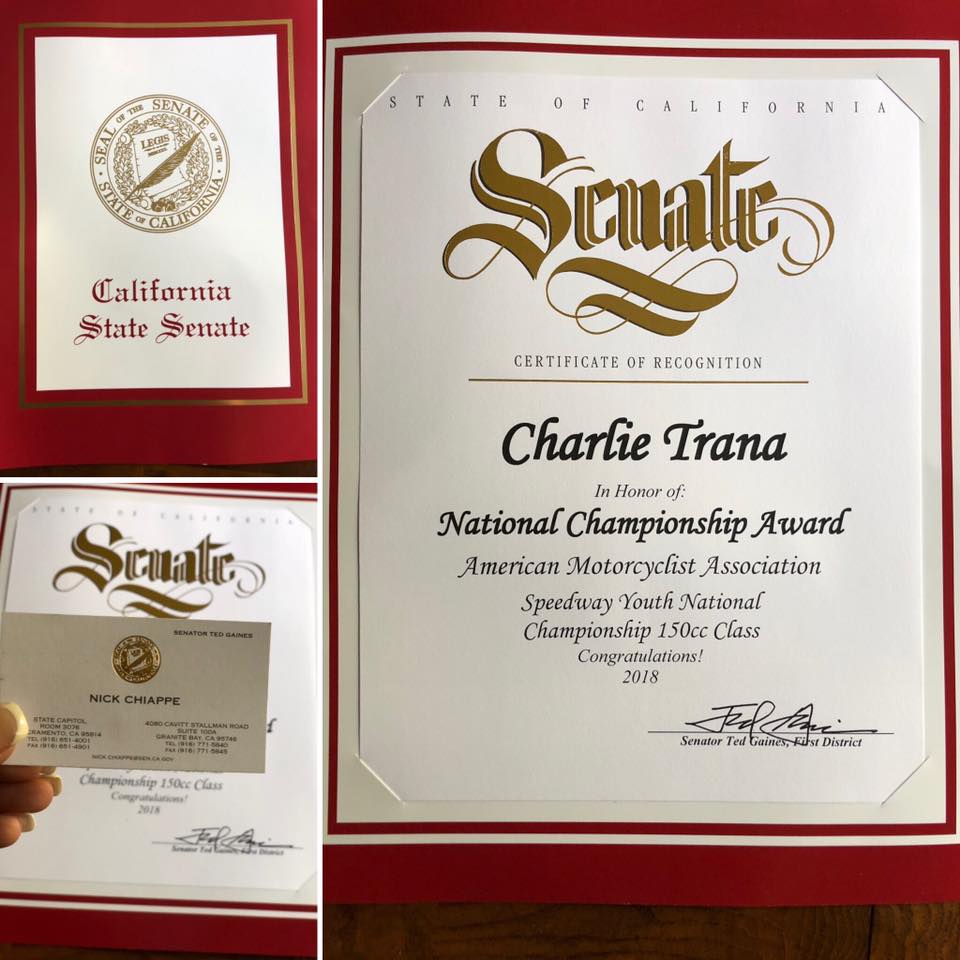 SEAL OF THE SENATE OF THE
STATE OF CALIFORNIA
LEGIS
California
State Senate
STATE OF CALIFORNIA
Senate
CERTIFICATE OF RECOGNITION
Charlie Trana
In Honor of:
National Championship Award
American Motorcyclist Association
Speedway Youth National
Championship 150cc Class
Congratulations!
2018
Senator Ted Gaines, First District
STATE OF CALIFORNIA
Senate
SENATOR TED GAINES
NICK CHIAPPE
STATE CAPITOL
ROOM 3076
CRAMENTO, CA 95814
TEL (916) 651-4001
FAX (916) 651-4901
4080 CAVITT STALLMAN ROAD
SUITE 100A
GRANITE BAY, CA 95746
TEL (916) 771-5840
FAX (916) 771-5845
NICK.CHIAPPE@SEN.CA.GOV
Championship 150cc Class
Congratulations!
2018
Senator Ted Gaines, First District